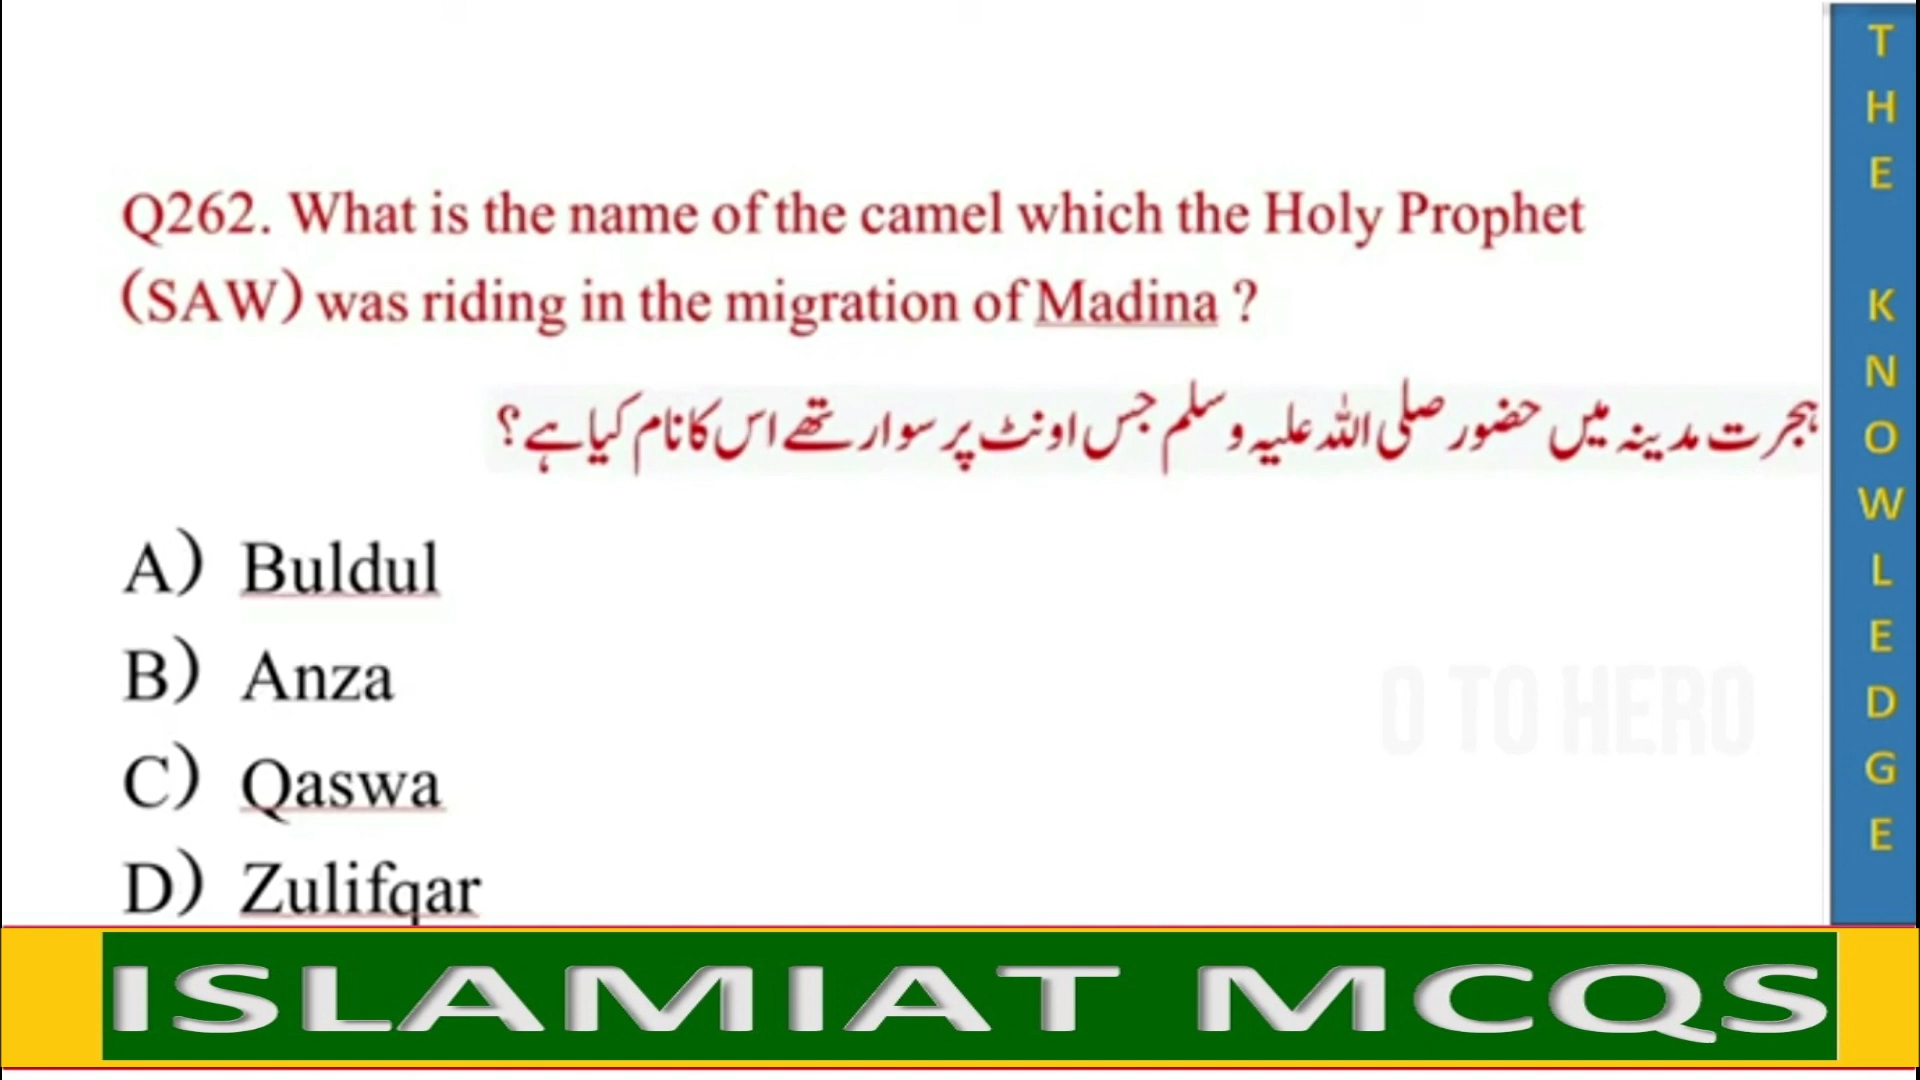 Q262. What is the name of the camel which the Holy Prophet
(SAW) was riding in the migration of Madina ?
ہجرت مدینہ میں حضور صلی اللہ علیہ وسلم جس اونٹ پر سوار تھے اس کا نام کیا ہے؟
A) Buldul
B) Anza
C) Qaswa
D) Zulifqar
0 TO HERO
ISLAMIAT MCQS
THE KNOWLEDGE